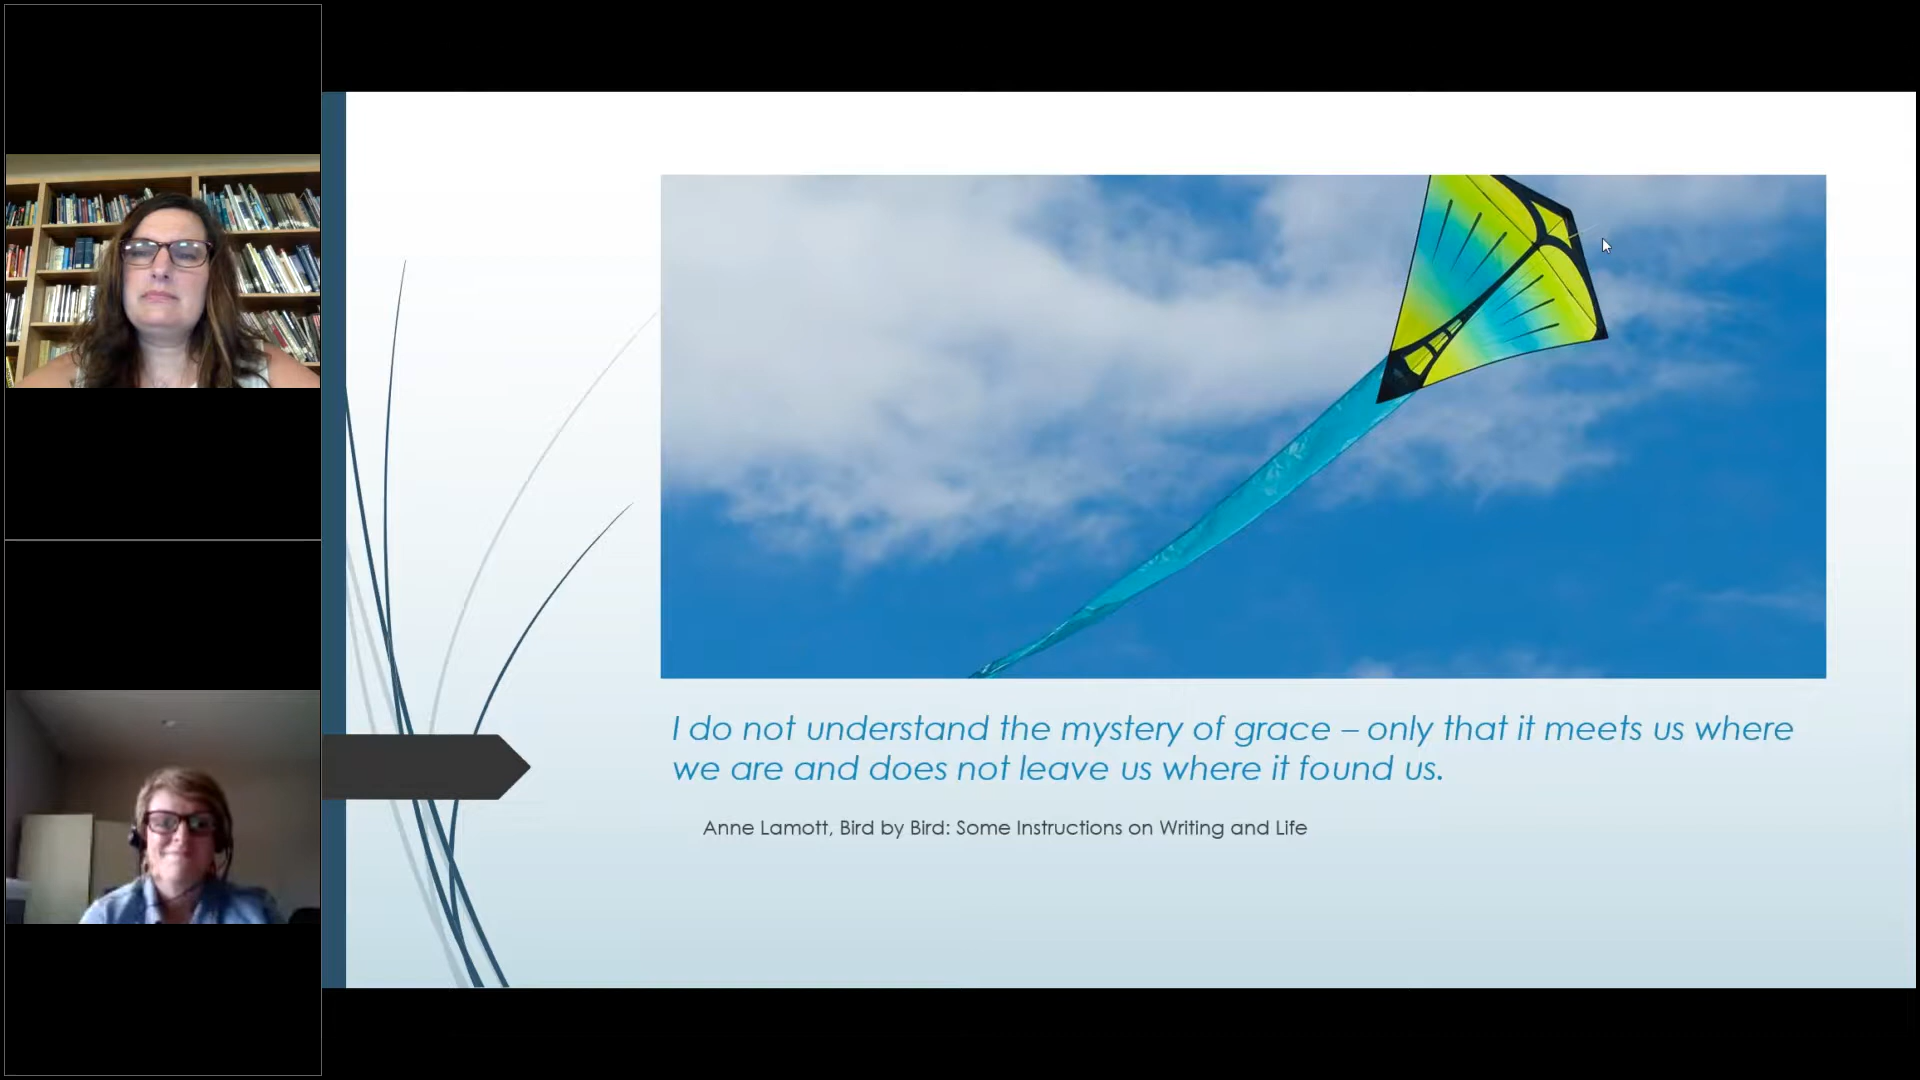 I do not understand the mystery of grace – only that it meets us where
we are and does not leave us where it found us.
Anne Lamott, Bird by Bird: Some Instructions on Writing and Life